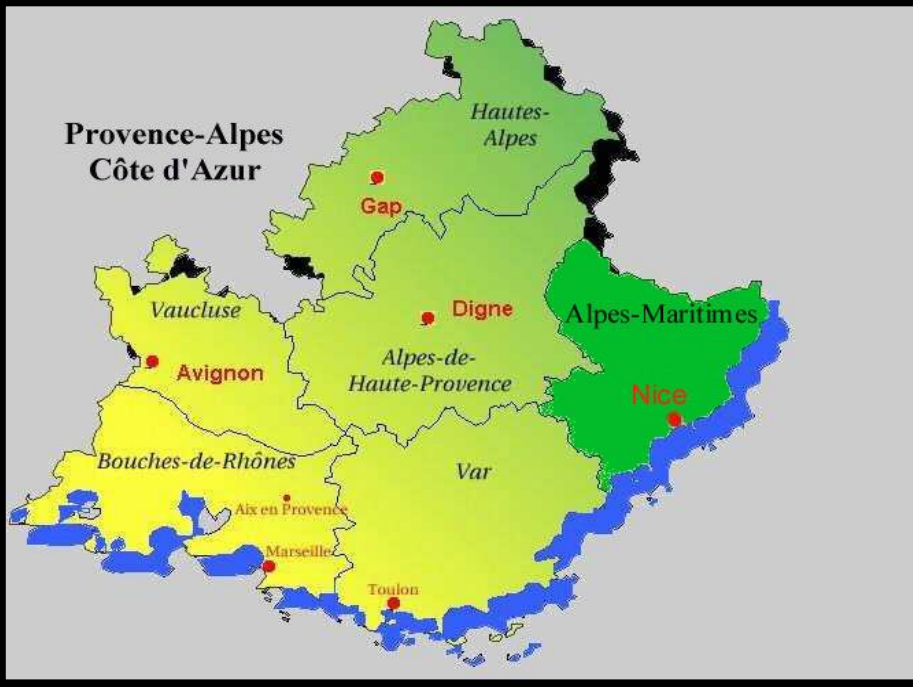 Provence-Alpes
Côte d'Azur
Hautes-
Alpes
Gap
Vaucluse
Digne
Alpes-Maritimes
Avignon
Alpes-de-
Haute-Provence
Nice
Bouches-de-Rhônes
Var
Aix en Provence
Marseille
Toulon